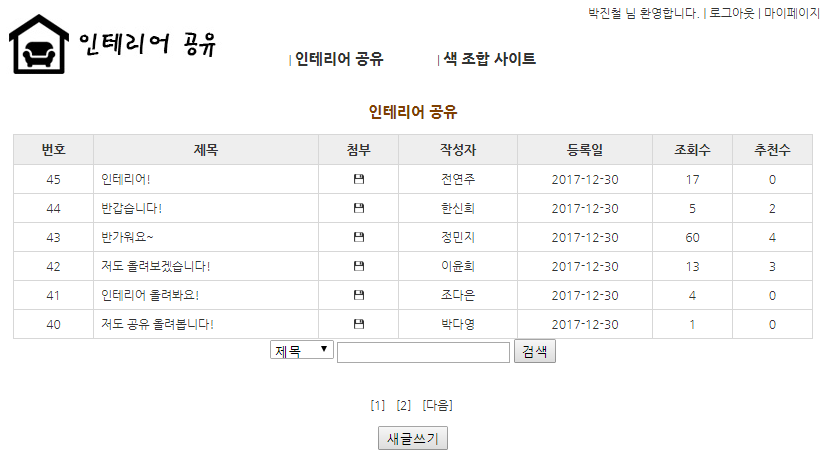 박진철 님 환영합니다. | 로그아웃 | 마이페이지
인테리어 공유
| 인테리어 공유 | 색 조합 사이트
인테리어 공유
번호 제목 첨부 작성자 등록일 조회수 추천수
45 인테리어! 전연주 2017-12-30 17 0
44 반갑습니다! 한신희 2017-12-30 5 2
43 반가워요~ 정민지 2017-12-30 60 4
42 저도 올려보겠습니다! 이윤희 2017-12-30 13 3
41 인테리어 올려봐요! 조다은 2017-12-30 4 0
40 저도 공유 올려봅니다! 박다영 2017-12-30 1 0
제목 검색
[1] [2] [다음]
새글쓰기